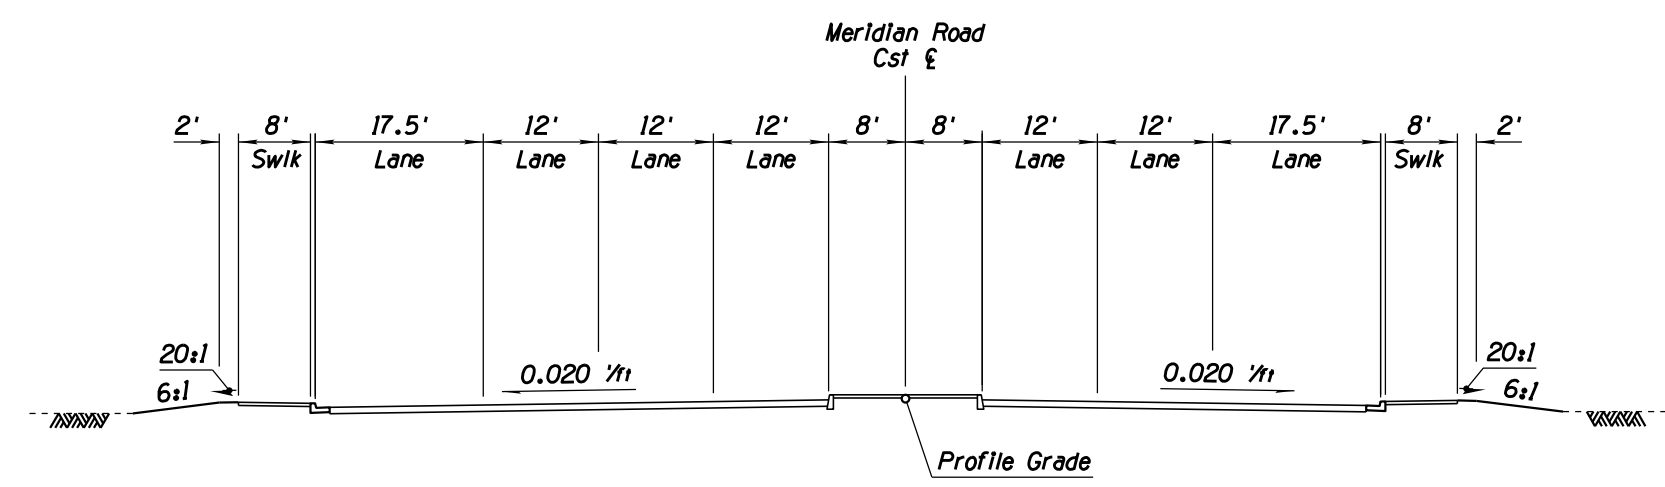 Meridian Road
Cst ℄
2' 8' 17.5' 12' 12' 12' 8' 8' 12' 12' 17.5' 8' 2'
Swlk Lane Lane Lane Lane Lane Lane Lane Swlk
20:1 0.020 '/ft 0.020 '/ft 20:1
6:1 6:1
Profile Grade